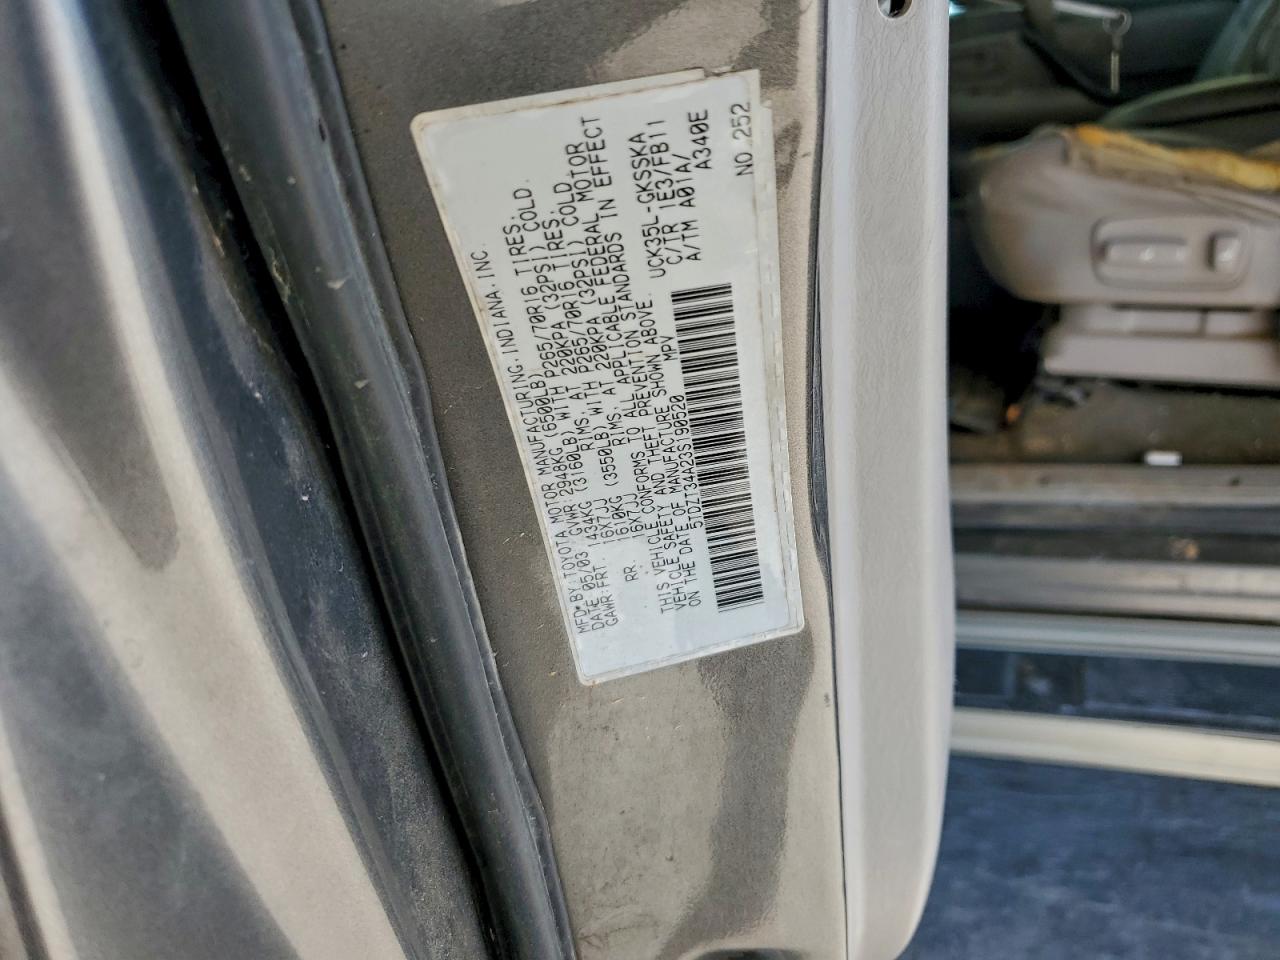 MFD. BY: TOYOTA MOTOR MANUFACTURING, INDIANA, INC.
DATE: 05/03 GVWR: 2948KG (6500LB)
GAWR: FRT. 1434KG (3160LB) WITH P265/70R16 TIRES,
16X7JJ RIMS, AT 220KPA (32PSI) COLD.
RR. 1610KG (3550LB) WITH P265/70R16 TIRES,
16X7JJ RIMS, AT 220KPA (32PSI) COLD.
THIS VEHICLE CONFORMS TO ALL APPLICABLE FEDERAL MOTOR
VEHICLE SAFETY AND THEFT PREVENTION STANDARDS IN EFFECT
ON THE DATE OF MANUFACTURE SHOWN ABOVE.
5TDZT34A23S190520 MPV
UCK35L-GKSSKA
C/TR 1E3/FB11
A/TM A01A/
A340E
NO 252